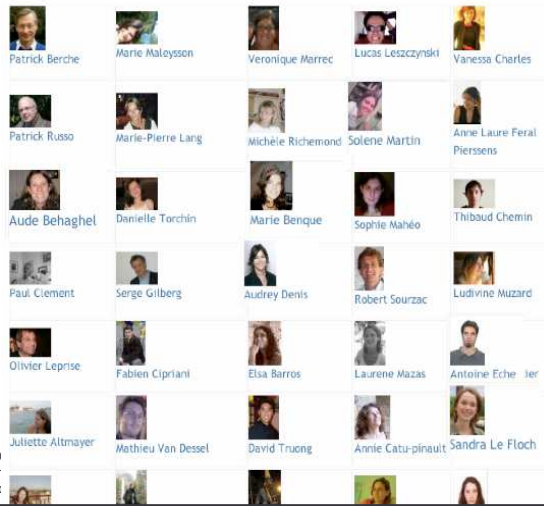 Patrick Berche
Marie Maleysson
Veronique Marrec
Lucas Leszczynski
Vanessa Charles
Patrick Russo
Marie-Pierre Lang
Michèle Richemond
Solene Martin
Anne Laure Feral
Pierssens
Aude Behaghel
Danielle Torchin
Marie Benque
Sophie Mahéo
Thibaud Chemin
Paul Clement
Serge Gilberg
Audrey Denis
Robert Sourzac
Ludivine Muzard
Olivier Leprise
Fabien Cipriani
Elsa Barros
Laurene Mazas
Antoine
Juliette Altmayer
Mathieu Van Dessel
David Truong
Annie Catu-pinault
Sandra Le Floch